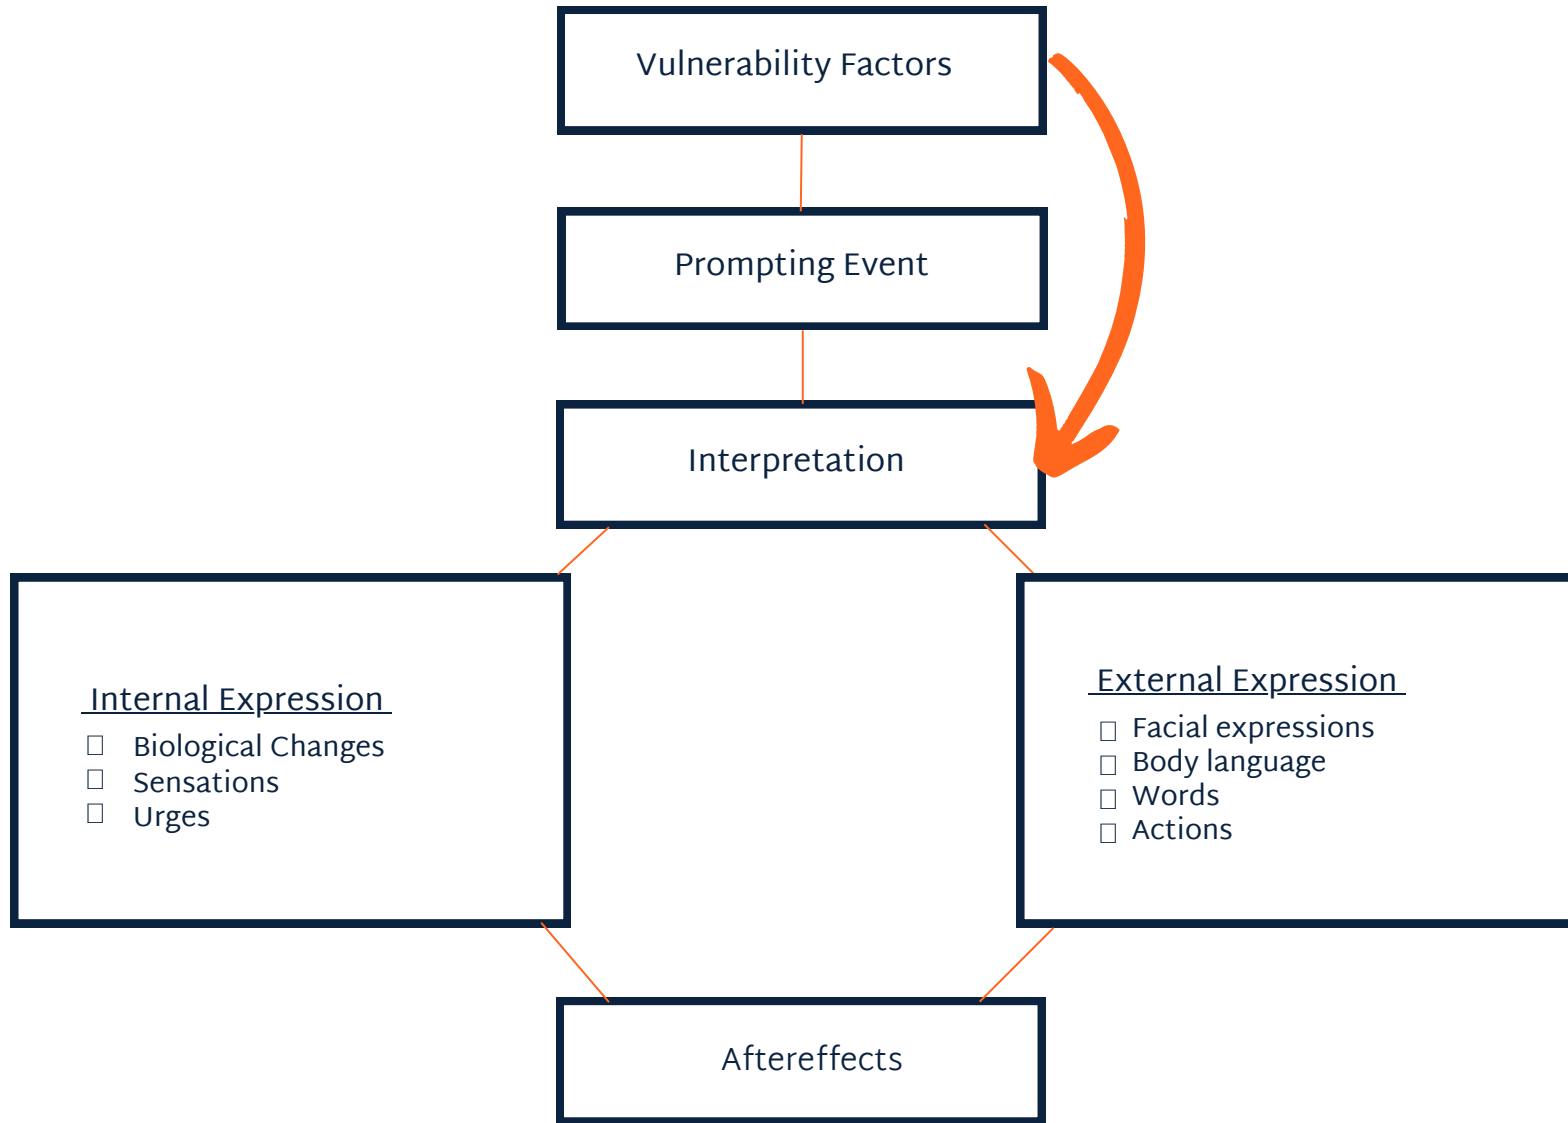 Vulnerability Factors
Prompting Event
Interpretation
Internal Expression
Biological Changes
Sensations
Urges
External Expression
Facial expressions
Body language
Words
Actions
Aftereffects